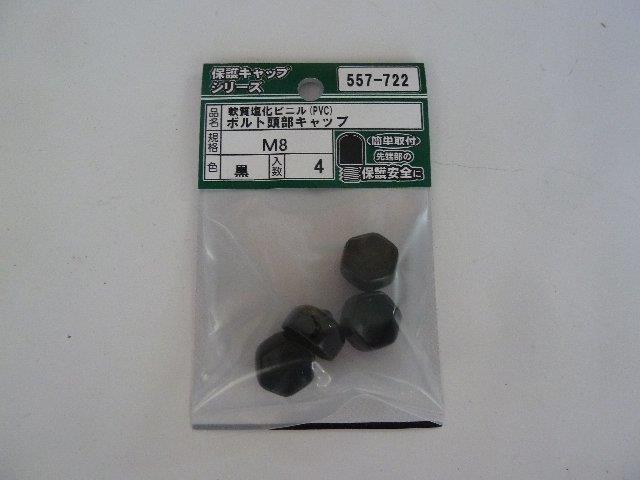 保護キャップ
シリーズ
557-722
品名 軟質塩化ビニル(PVC)
ボルト頭部キャップ
規格 M8
色 黒 入数 4
簡単取付
先端部の
保護安全に